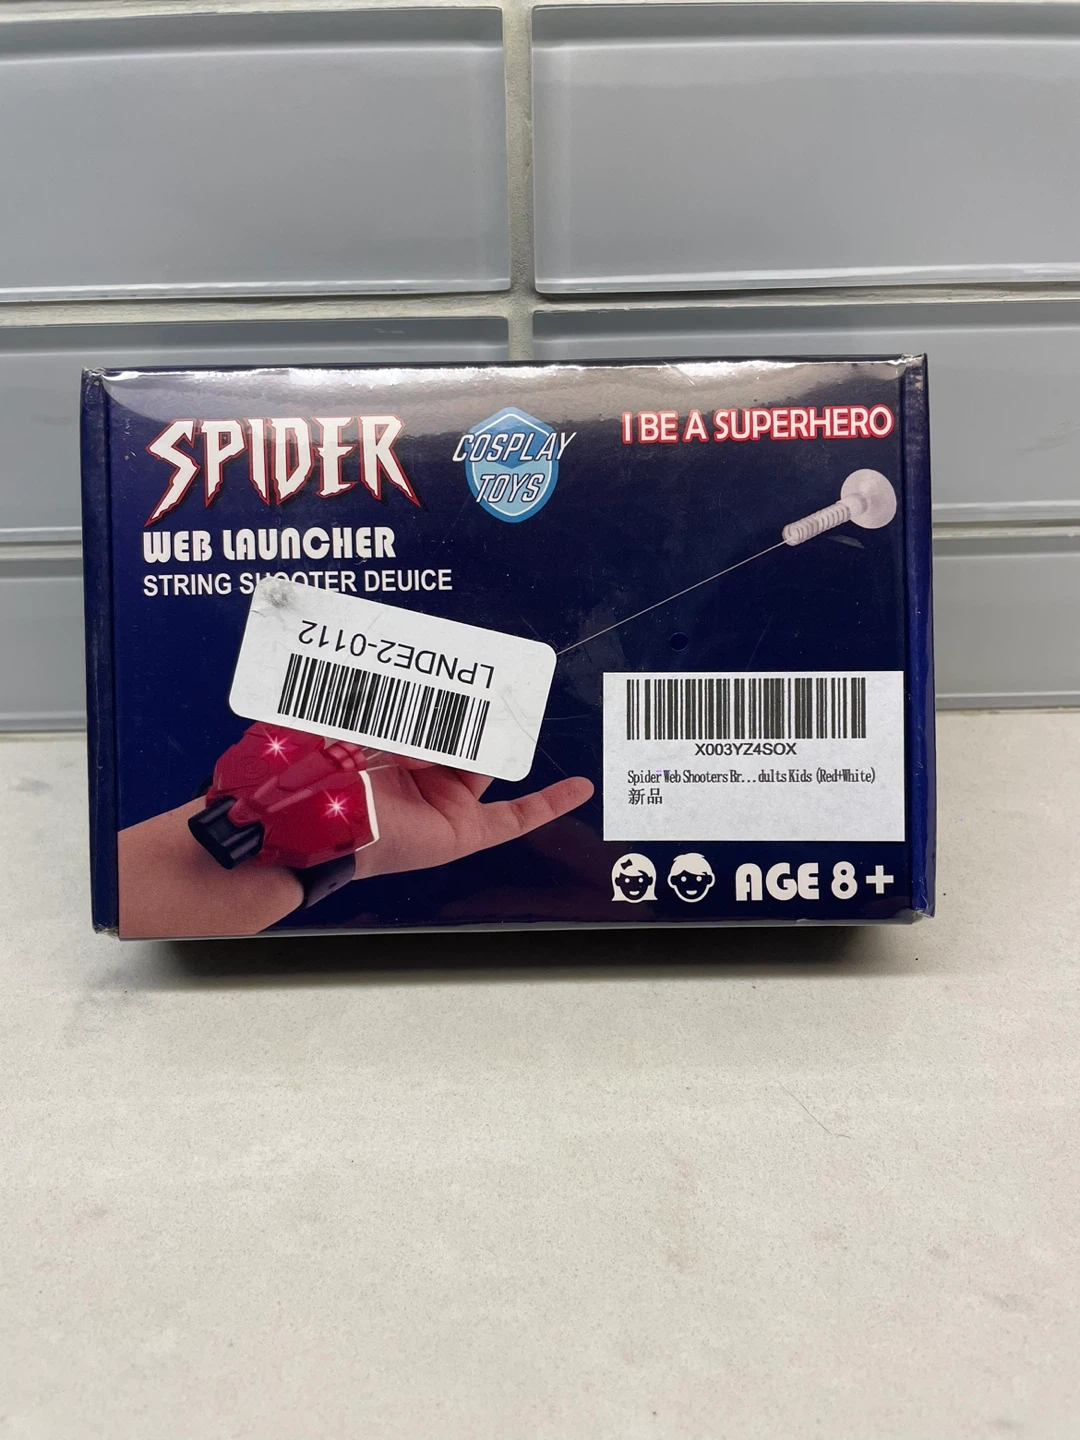 SPIDER
WEB LAUNCHER
STRING SHOOTER DEUICE
COSPLAY
TOYS
I BE A SUPERHERO
LPNDE2-0112
X003YZ4SOX
Spider Web Shooters Br...dults Kids (Red+White)
新品
AGE 8+